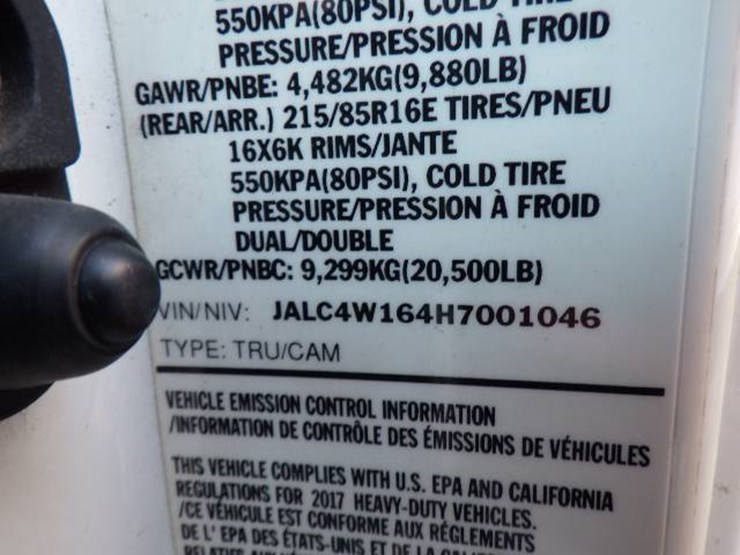 550KPA(80PSI), COLD TIRE
PRESSURE/PRESSION À FROID
GAWR/PNBE: 4,482KG(9,880LB)
(REAR/ARR.) 215/85R16E TIRES/PNEU
16X6K RIMS/JANTE
550KPA(80PSI), COLD TIRE
PRESSURE/PRESSION À FROID
DUAL/DOUBLE
GCWR/PNBC: 9,299KG(20,500LB)
VIN/NIV: JALC4W164H7001046
TYPE: TRU/CAM
VEHICLE EMISSION CONTROL INFORMATION
/INFORMATION DE CONTRÔLE DES ÉMISSIONS DE VÉHICULES
THIS VEHICLE COMPLIES WITH U.S. EPA AND CALIFORNIA
REGULATIONS FOR 2017 HEAVY-DUTY VEHICLES.
/CE VÉHICULE EST CONFORME AUX RÉGLEMENTS
DE L' EPA DES ÉTATS-UNIS ET DE LA